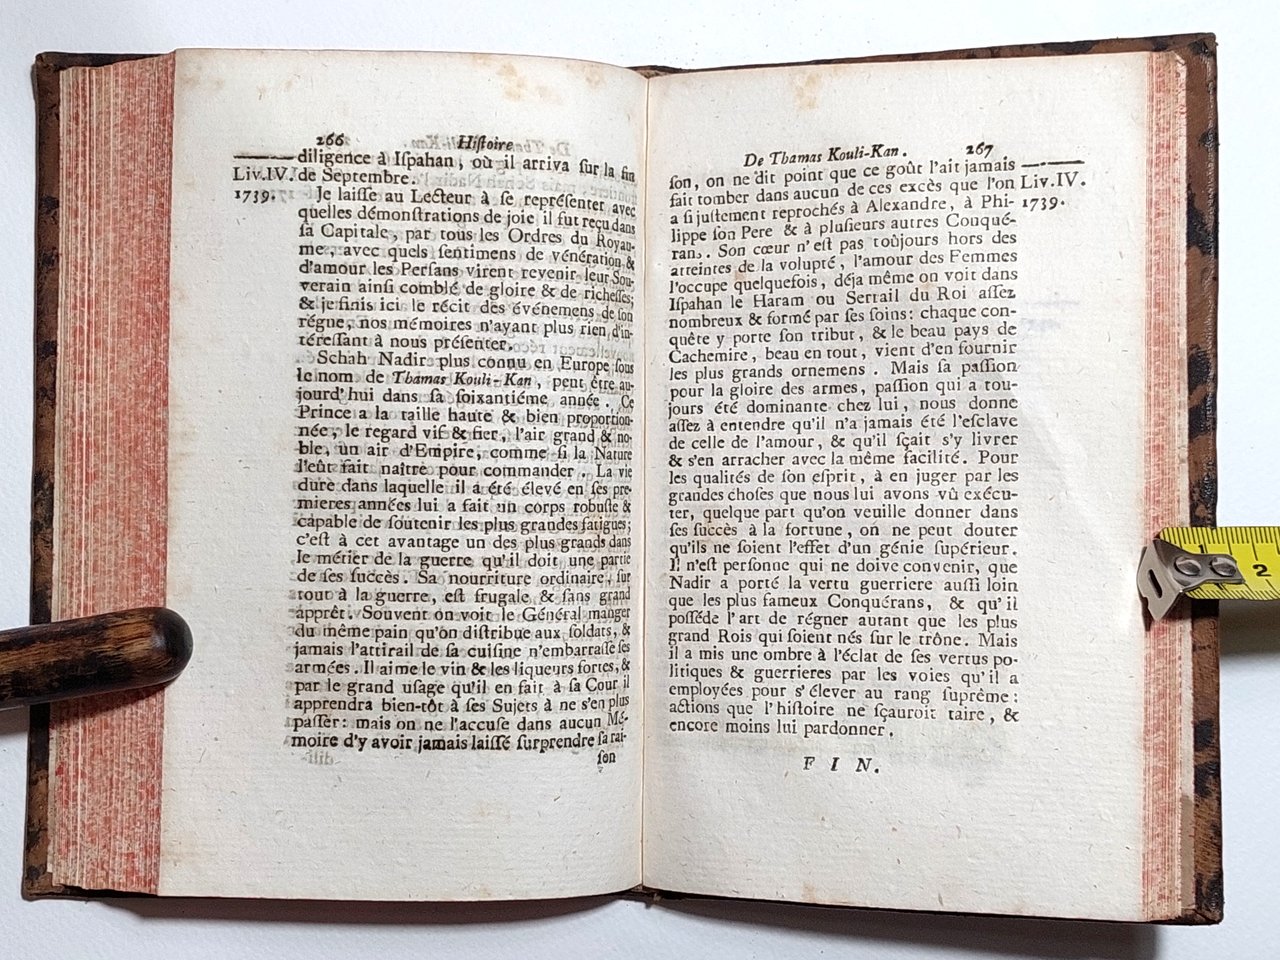 266 Hiſtoire
diligence à Iſpahan, où il arriva ſur la fin
Liv.IV. de Septembre.
1739. Je laiſſe au Lecteur à ſe repréſenter avec
quelles démonſtrations de joie il fut reçu dans
ſa Capitale, par tous les Ordres du Royau-
me, avec quels ſentimens de vénération &
d'amour les Perſans virent revenir leur Sou-
verain ainſi comblé de gloire & de richeſſes;
& je finis ici le récit des événemens de ſon
régne, nos mémoires n'ayant plus rien d'in-
téreſſant à nous préſenter.
Schah Nadir plus connu en Europe ſous
le nom de Thamas Kouli-Kan, peut être au-
jourd'hui dans ſa ſoixantiéme année. Ce
Prince a la taille haute & bien proportion-
née, le regard vif & fier, l'air grand & no-
ble, un air d'Empire, comme ſi la Nature
l'eût fait naître pour commander. La vie
dure dans laquelle il a été élevé en ſes pre-
mieres années lui a fait un corps robuſte &
capable de ſoutenir les plus grandes fatigues;
c'eſt à cet avantage un des plus grands dans
le métier de la guerre qu'il doit une partie
de ſes ſuccès. Sa nourriture ordinaire, ſur
tout à la guerre, eſt frugale & ſans grand
apprêt. Souvent on voit le Général manger
du même pain qu'on diſtribue aux ſoldats, &
jamais l'attirail de ſa cuiſine n'embarraſſe ſes
armées. Il aime le vin & les liqueurs fortes, &
par le grand uſage qu'il en fait à ſa Cour il
apprendra bien-tôt à ſes Sujets à ne s'en plus
paſſer: mais on ne l'accuſe dans aucun Mé-
moire d'y avoir jamais laiſſé ſurprendre ſa rai-
ſon
De Thamas Kouli-Kan. 267
ſon, on ne dit point que ce goût l'ait jamais
fait tomber dans aucun de ces excès que l'on Liv.IV.
a ſi juſtement reprochés à Alexandre, à Phi- 1739.
lippe ſon Pere & à pluſieurs autres Conqué-
rans. Son cœur n'eſt pas toûjours hors des
atteintes de la volupté, l'amour des Femmes
l'occupe quelquefois, déja même on voit dans
Iſpahan le Haram ou Serrail du Roi aſſez
nombreux & formé par ſes ſoins: chaque con-
quête y porte ſon tribut, & le beau pays de
Cachemire, beau en tout, vient d'en fournir
les plus grands ornemens. Mais ſa paſſion
pour la gloire des armes, paſſion qui a tou-
jours été dominante chez lui, nous donne
aſſez à entendre qu'il n'a jamais été l'eſclave
de celle de l'amour, & qu'il ſçait s'y livrer
& s'en arracher avec la même facilité. Pour
les qualités de ſon eſprit, à en juger par les
grandes choſes que nous lui avons vû exécu-
ter, quelque part qu'on veuille donner dans
ſes ſuccès à la fortune, on ne peut douter
qu'ils ne ſoient l'effet d'un génie ſupérieur.
Il n'eſt perſonne qui ne doive convenir, que
Nadir a porté la vertu guerriere auſſi loin
que les plus fameux Conquérans, & qu'il
poſſéde l'art de régner autant que les plus
grand Rois qui ſoient nés ſur le trône. Mais
il a mis une ombre à l'éclat de ſes vertus po-
litiques & guerrieres par les voies qu'il a
employées pour s'élever au rang ſuprême:
actions que l'hiſtoire ne ſçauroit taire, &
encore moins lui pardonner.
F I N.
1 2